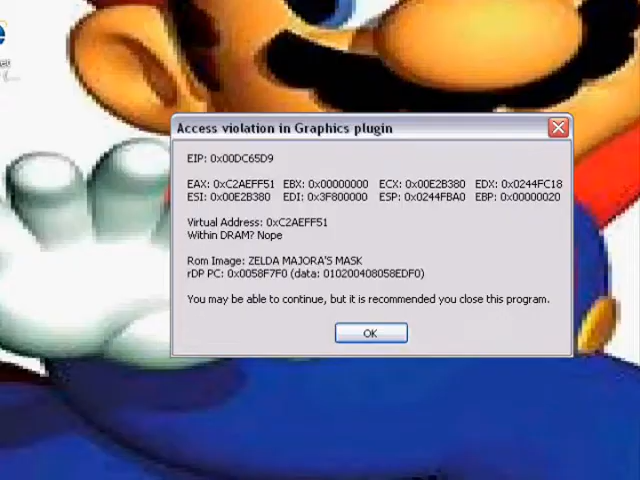 Access violation in Graphics plugin
EIP: 0x00DC65D9
EAX: 0xC2AEFF51 EBX: 0x00000000 ECX: 0x00E2B380 EDX: 0x0244FC18
ESI: 0x00E2B380 EDI: 0x3F800000 ESP: 0x0244FBA0 EBP: 0x00000020
Virtual Address: 0xC2AEFF51
Within DRAM? Nope
Rom Image: ZELDA MAJORA'S MASK
rDP PC: 0x0058F7F0 (data: 010200408058EDF0)
You may be able to continue, but it is recommended you close this program.
OK